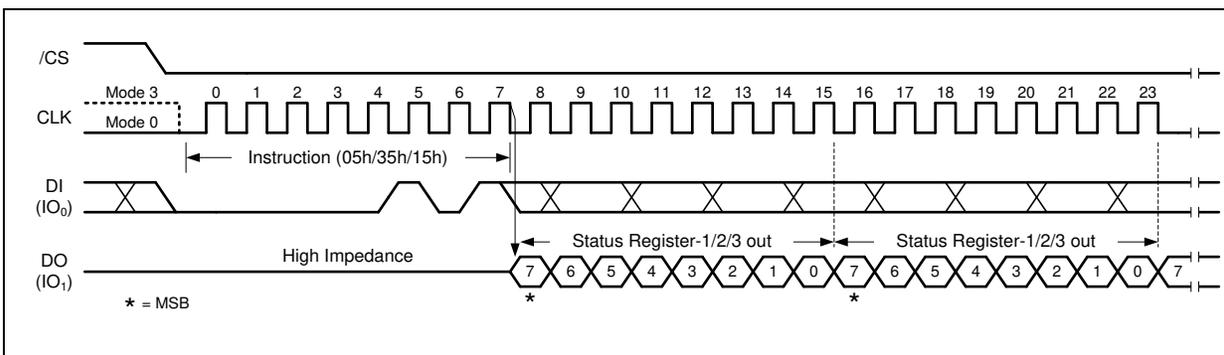 /CS
Mode 3
0 1 2 3 4 5 6 7 8 9 10 11 12 13 14 15 16 17 18 19 20 21 22 23
CLK
Mode 0
Instruction (05h/35h/15h)
DI
(IO₀)
Status Register-1/2/3 out Status Register-1/2/3 out
High Impedance
DO
(IO₁)
7 6 5 4 3 2 1 0 7 6 5 4 3 2 1 0 7
* *
* = MSB